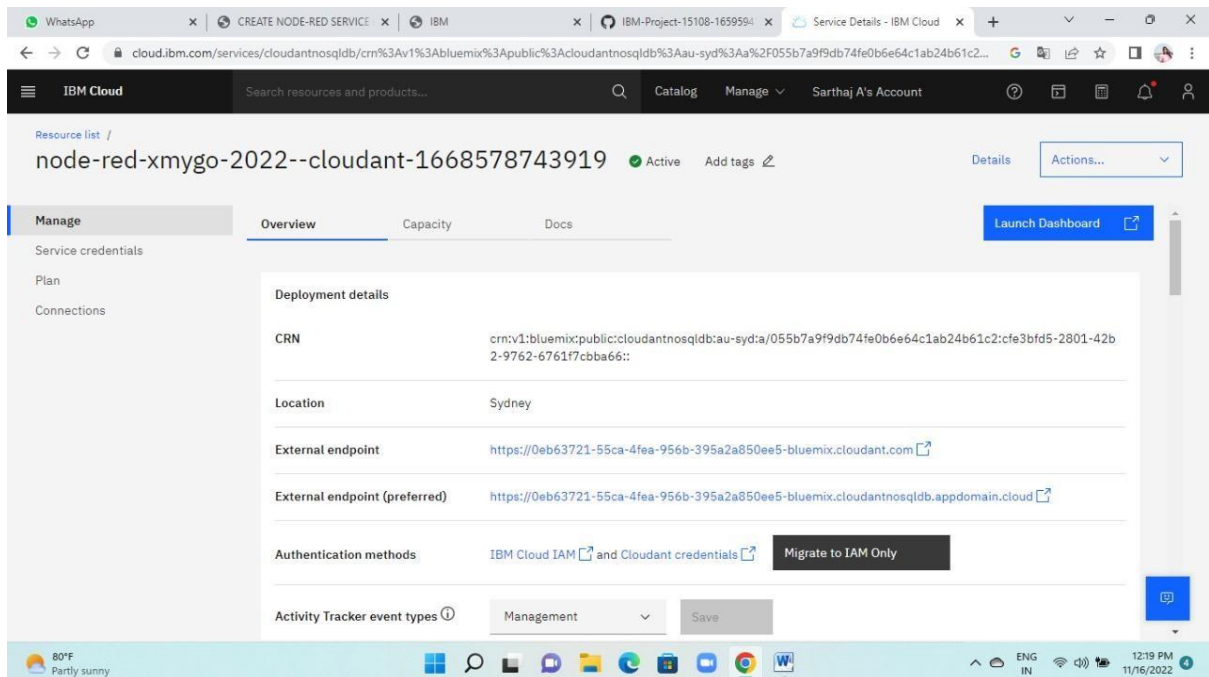 WhatsApp
CREATE NODE-RED SERVICE
IBM
IBM-Project-15108-1659594
Service Details - IBM Cloud
cloud.ibm.com/services/cloudantnosqldb/crn%3Av1%3Abluemix%3Apublic%3Acloudantnosqldb%3Aau-syd%3Aa%2F055b7a9f9db74fe0b6e64c1ab24b61c2...
IBM Cloud
Search resources and products...
Catalog
Manage
Sarthaj A's Account
Resource list /
node-red-xmygo-2022--cloudant-1668578743919
Active
Add tags
Details
Actions...
Manage
Service credentials
Plan
Connections
Overview
Capacity
Docs
Launch Dashboard
Deployment details
CRN
crn:v1:bluemix:public:cloudantnosqldb:au-syd:a/055b7a9f9db74fe0b6e64c1ab24b61c2:cfe3bfd5-2801-42b
2-9762-6761f7cbba66::
Location
Sydney
External endpoint
https://0eb63721-55ca-4fea-956b-395a2a850ee5-bluemix.cloudant.com
External endpoint (preferred)
https://0eb63721-55ca-4fea-956b-395a2a850ee5-bluemix.cloudantnosqldb.appdomain.cloud
Authentication methods
IBM Cloud IAM and Cloudant credentials
Migrate to IAM Only
Activity Tracker event types
Management
Save
80°F
Partly sunny
ENG
IN
12:19 PM
11/16/2022
4